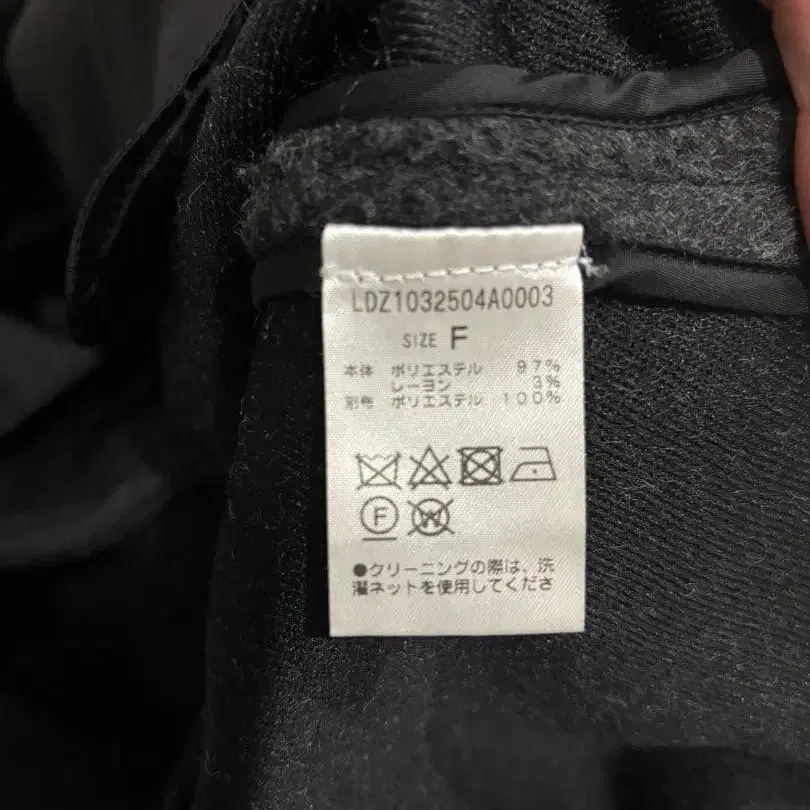 LDZ1032504A0003
SIZE F
本体 ポリエステル 97%
レーヨン 3%
別布 ポリエステル 100%
F
W
●クリーニングの際は、洗
濯ネットを使用してくださ